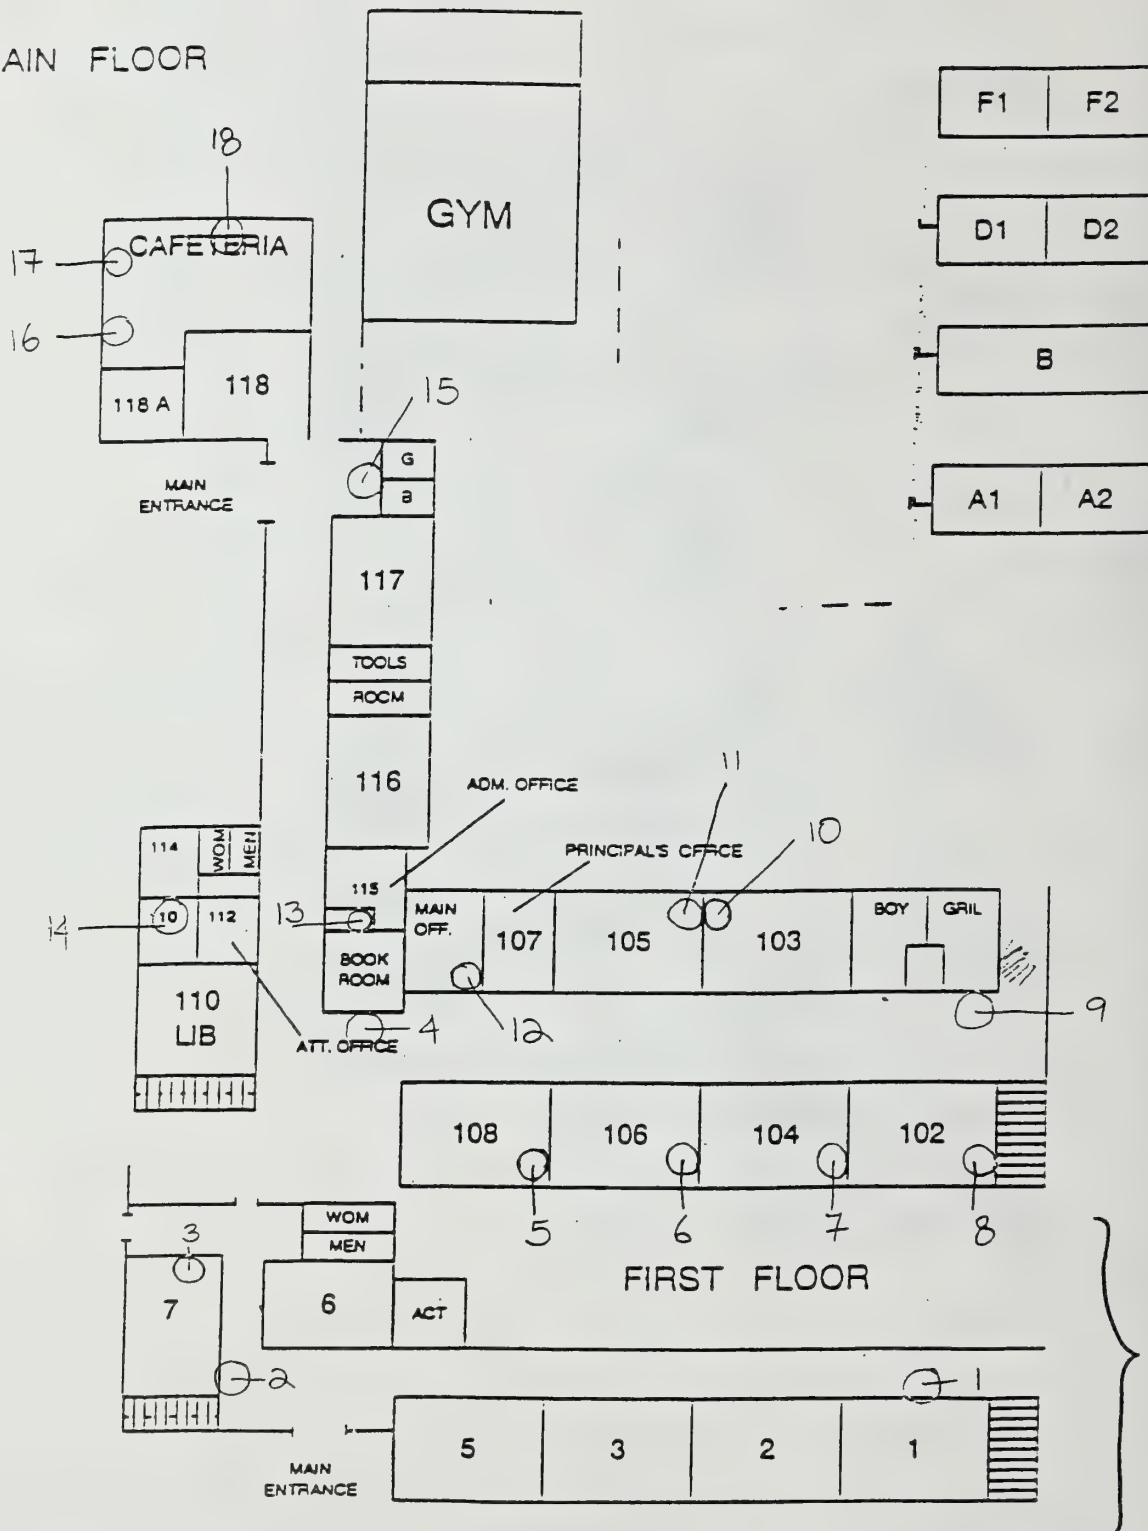 AIN FLOOR
F1 F2
18
GYM
D1 D2
CAFETERIA
17
16
B
118 A 118
15
G
B
MAIN
ENTRANCE
A1 A2
117
TOOLS
ROOM
116
ADM. OFFICE
11
10
PRINCIPAL'S OFFICE
114 WOM MEN
115
MAIN
OFF.
107 105 103
BOY GRIL
14
10 112
13
BOOK
ROOM
110
LIB
ATT. OFFICE
4
12
9
108 106 104 102
5 6 7 8
WOM
MEN
3
7
6
ACT
FIRST FLOOR
2
1
5 3 2 1
MAIN
ENTRANCE